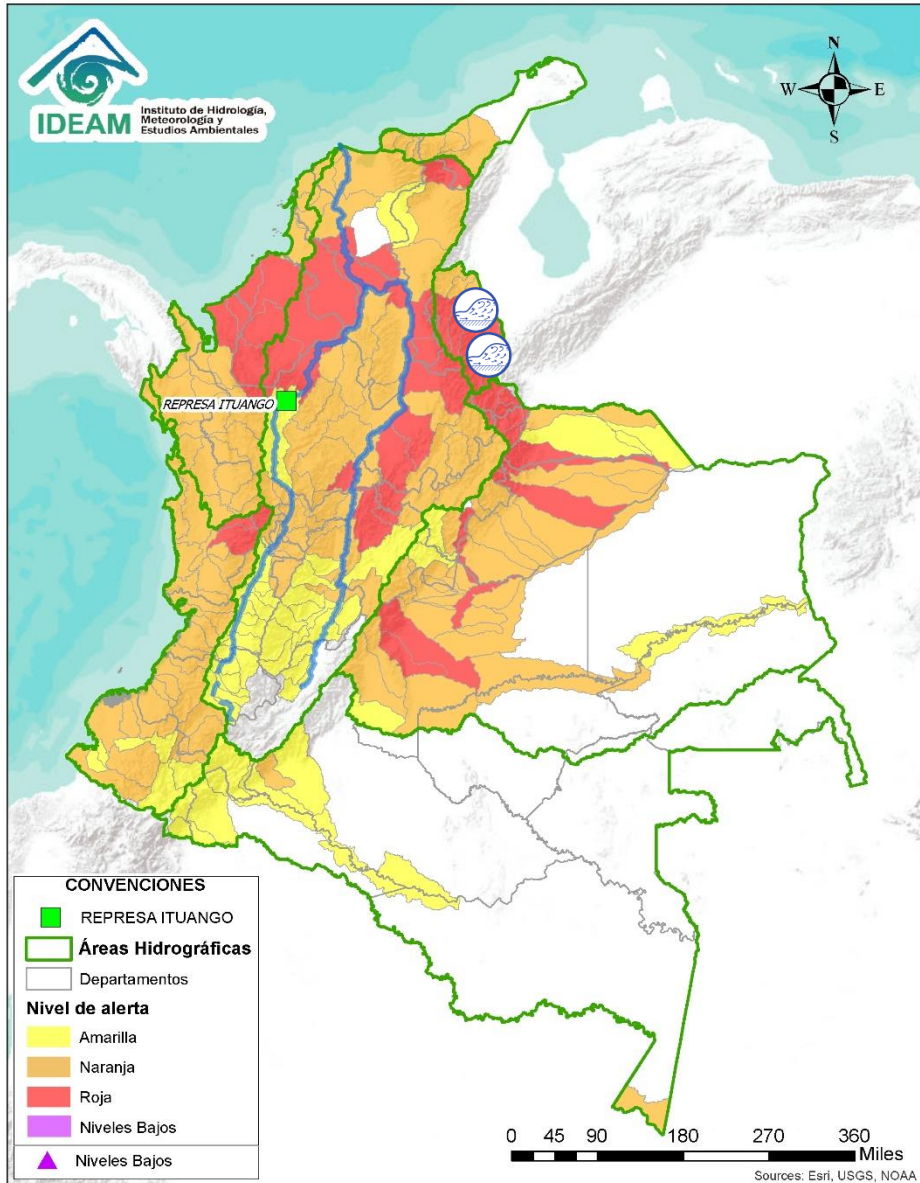 IDEAM
Instituto de Hidrología,
Meteorología y
Estudios Ambientales
N
W E
S
REPRESA ITUANGO
CONVENCIONES
REPRESA ITUANGO
Áreas Hidrográficas
Departamentos
Nivel de alerta
Amarilla
Naranja
Roja
Niveles Bajos
Niveles Bajos
0 45 90 180 270 360
Miles
Sources: Esri, USGS, NOAA